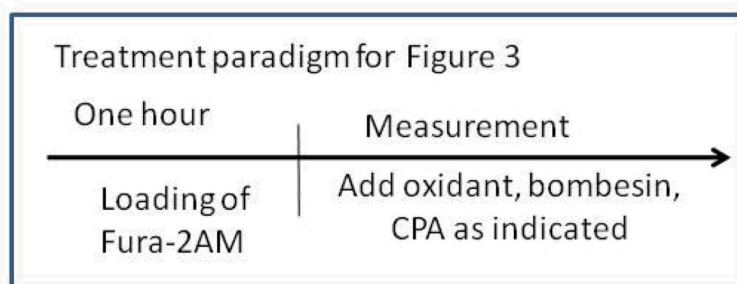 Treatment paradigm for Figure 3
One hour
Measurement
Loading of
Fura-2AM
Add oxidant, bombesin,
CPA as indicated